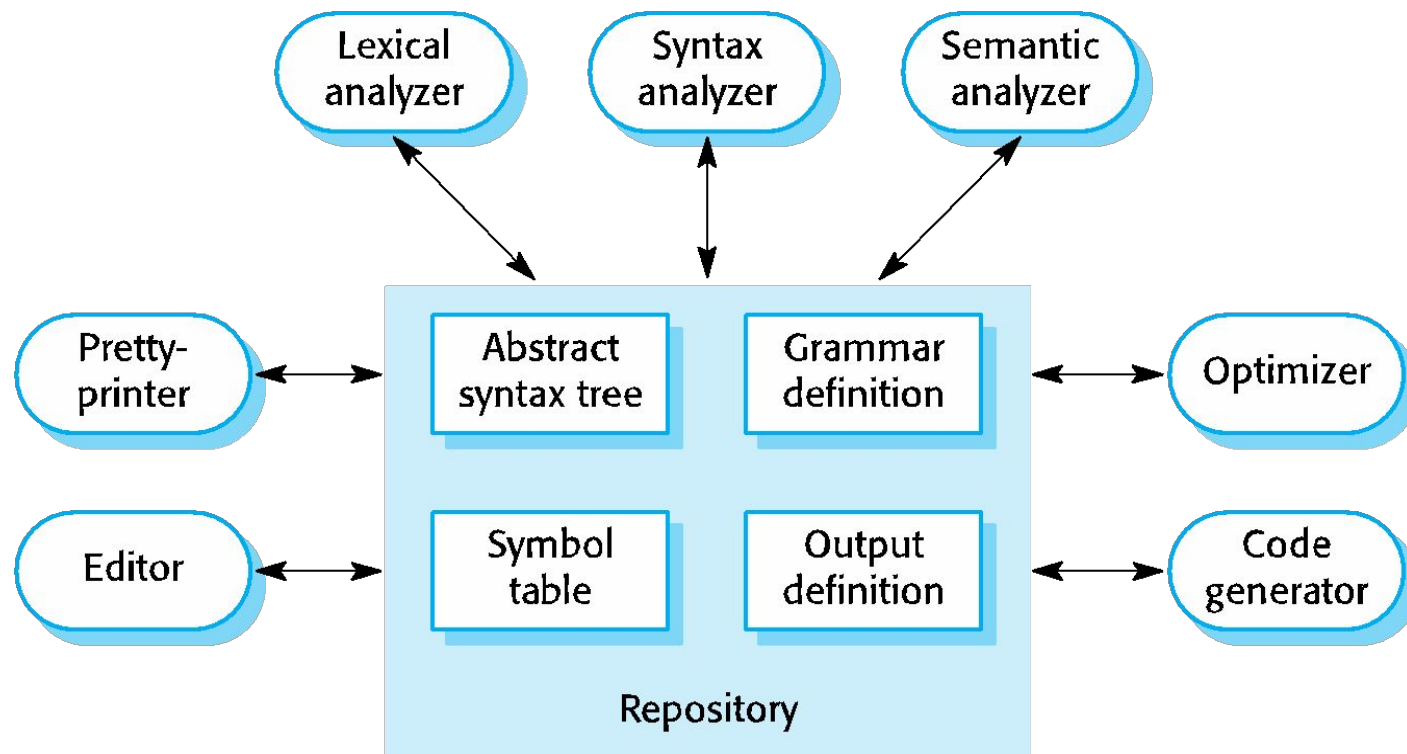 Lexical
analyzer
Syntax
analyzer
Semantic
analyzer
Pretty-
printer
Abstract
syntax tree
Grammar
definition
Optimizer
Editor
Symbol
table
Output
definition
Code
generator
Repository